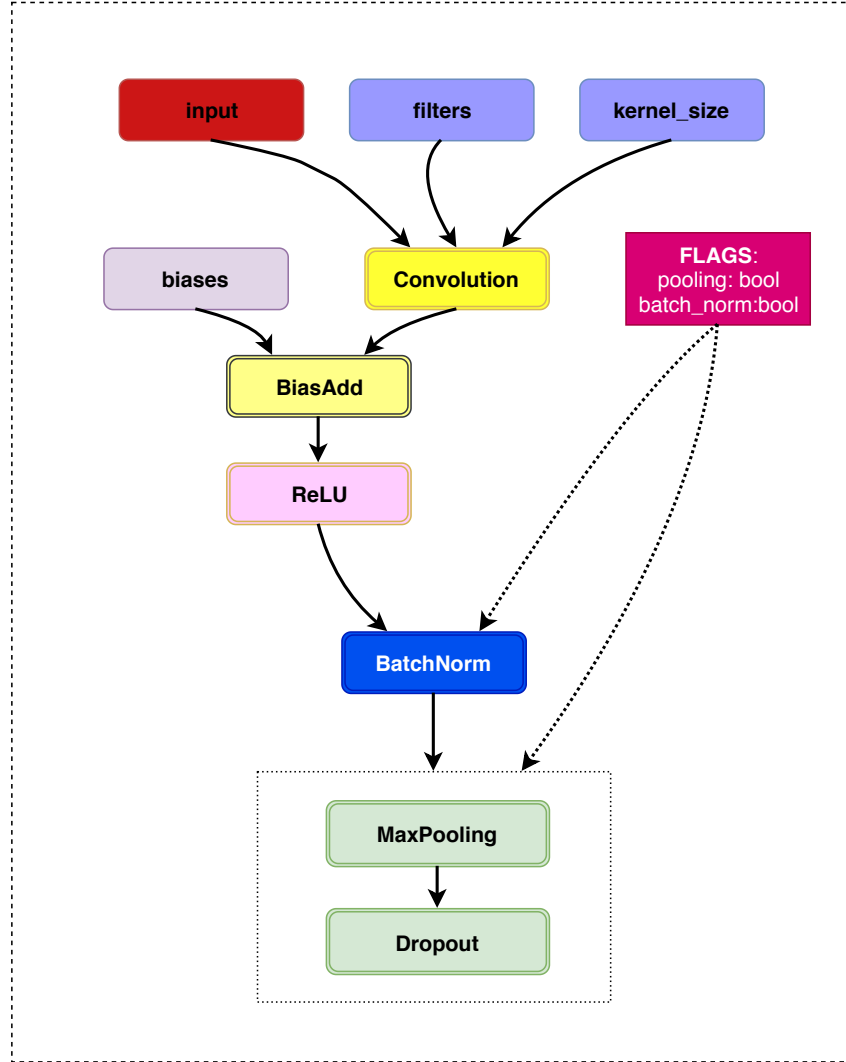 input
filters
kernel_size
biases
Convolution
FLAGS:
pooling: bool
batch_norm:bool
BiasAdd
ReLU
BatchNorm
MaxPooling
Dropout